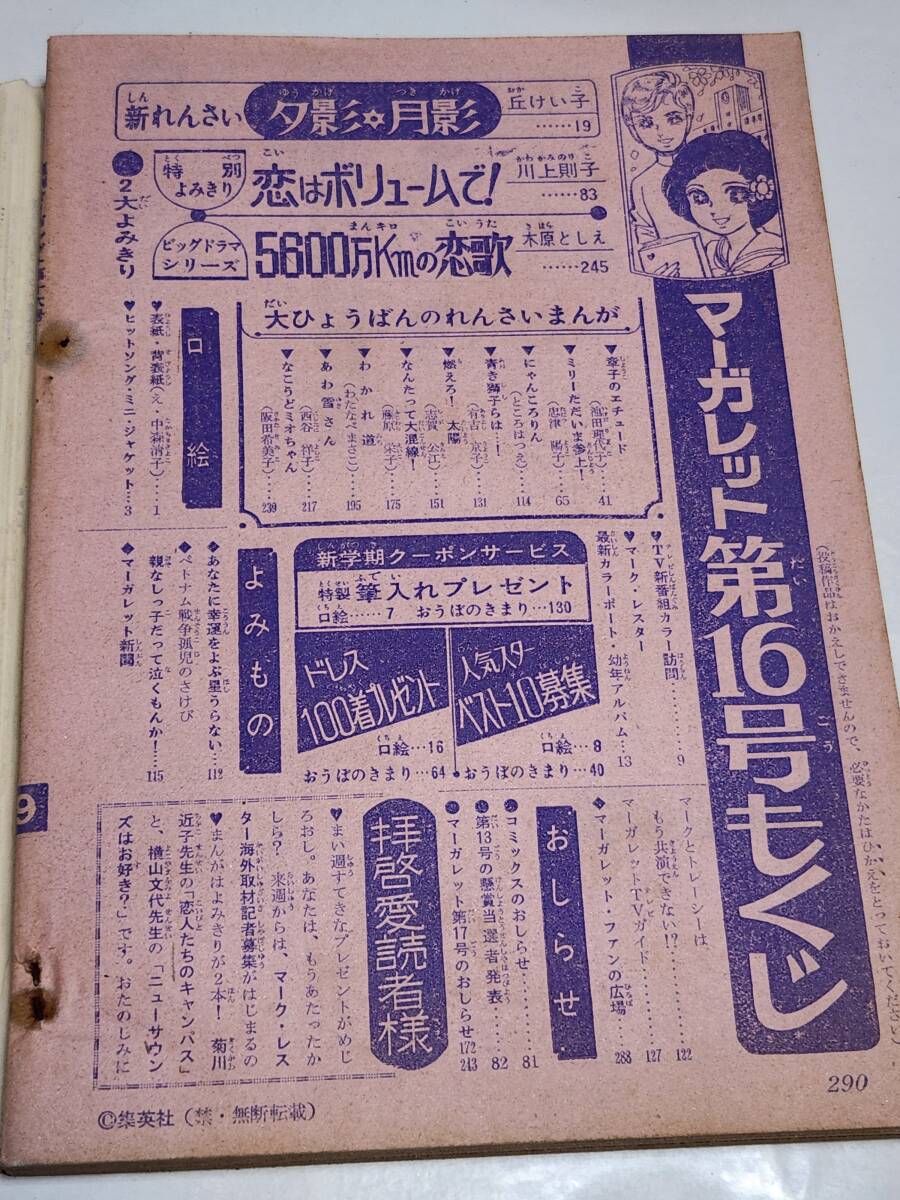 マーガレット第16号もくじ
(投稿作品はおかえしできませんので、必要なかたはひかえをとっておいてください。)
新れんさい 夕影✡月影 丘けい子……19
2大よみきり
特別よみきり 恋はボリュームで! 川上則子……83
ビッグドラマシリーズ 5600万Kmの恋歌 木原としえ……245
大ひょうばんのれんさいまんが
▼章子のエチュード(池田理代子)…41
▼ミリーただいま参上!(忠津陽子)…65
▼にゃんころりん(ところはつえ)…114
▼青き獅子らは…!(有吉京子)…131
▼燃えろ!太陽(志賀公江)…151
▼なんたって大混線!(藤原栄子)…175
▼わかれ道(わたなべまさこ)…195
▼あわ雪さん(西谷祥子)…217
▼なこうどミオちゃん(阪田希美子)…239
口絵
♥表紙・背表紙(え・中森清子)……1
♥ヒットソング・ミニ・ジャケット…3
♥TV新番組カラー訪問……9
♥マーク・レスター
最新カラーポート・幼年アルバム…13
新学期クーポンサービス
特製筆入れプレゼント
口絵……7 おうぼのきまり…130
人気スターベスト10募集
口絵……8
おうぼのきまり…40
ドレス100着プレゼント
口絵…16
おうぼのきまり…64
よみもの
◆あなたに幸運をよぶ星うらない…112
◆ベトナム戦争孤児のさけび
親なしっ子だって泣くもんか!…115
◆マーガレット新聞
マークとトレーシーは、
もう共演できない!?……122
マーガレットTVガイド……127
◆マーガレット・ファンの広場……288
おしらせ
コミックスのおしらせ……81
第13号の懸賞当選者発表……82
マーガレット第17号のおしらせ 172 243
拝啓愛読者様
♥まい週すてきなプレゼントがめじ
ろおし。あなたは、もうあたったか
しら? 来週からは、マーク・レス
ター海外取材記者募集がはじまるの
♥まんがはよみきりが2本! 菊川
近子先生の「恋人たちのキャンバス」
と、横山文代先生の「ニューサウン
ズはお好き?」です。おたのしみに
290
©集英社(禁・無断転載)
9